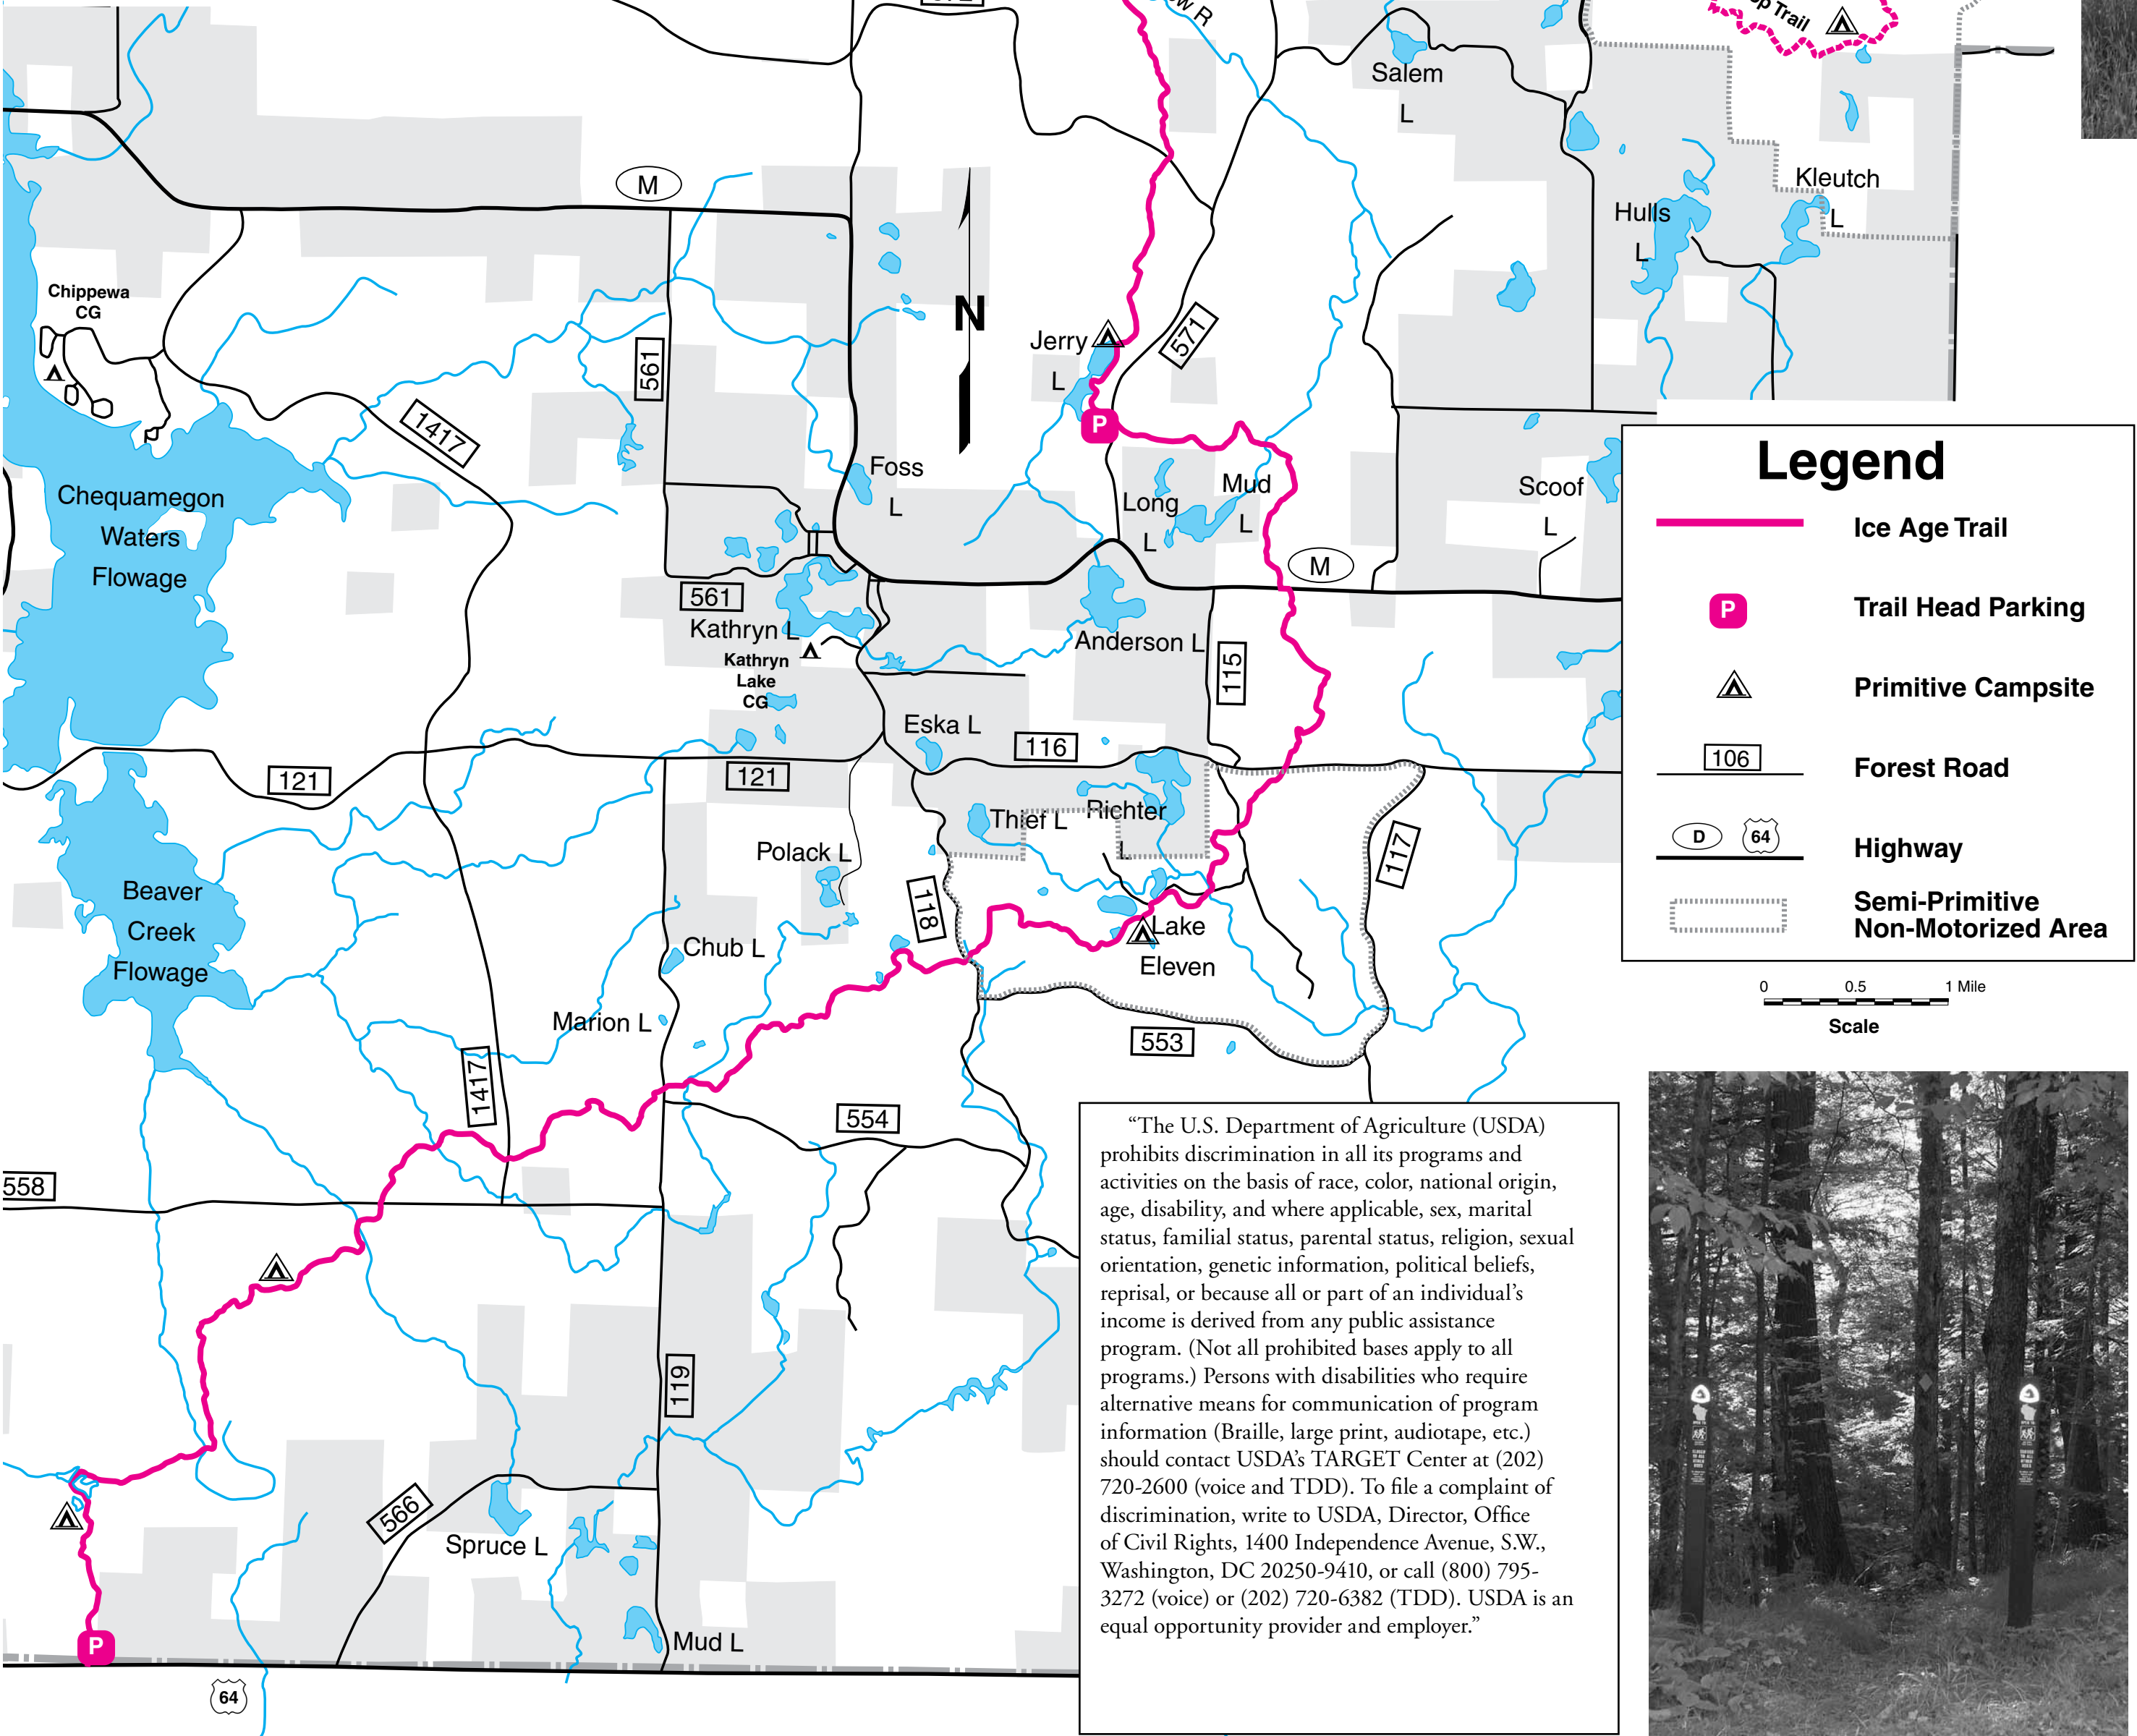 op Trail
w R
Salem
L
M
Kleutch
L
Hulls
L
Chippewa
CG
N
Jerry
L
571
561
1417
P
Foss
L
Chequamegon
Waters
Flowage
Long
L
Mud
L
Scoof
L
M
561
Kathryn L
Kathryn
Lake
CG
Anderson L
115
Eska L
116
121
121
Thief L
Richter
L
117
Polack L
118
Beaver
Creek
Flowage
Chub L
Lake
Eleven
Marion L
553
1417
554
558
119
566
Spruce L
Mud L
P
64
Legend
Ice Age Trail
P
Trail Head Parking
Primitive Campsite
106
Forest Road
D
64
Highway
Semi-Primitive
Non-Motorized Area
0 0.5 1 Mile
Scale
“The U.S. Department of Agriculture (USDA)
prohibits discrimination in all its programs and
activities on the basis of race, color, national origin,
age, disability, and where applicable, sex, marital
status, familial status, parental status, religion, sexual
orientation, genetic information, political beliefs,
reprisal, or because all or part of an individual’s
income is derived from any public assistance
program. (Not all prohibited bases apply to all
programs.) Persons with disabilities who require
alternative means for communication of program
information (Braille, large print, audiotape, etc.)
should contact USDA’s TARGET Center at (202)
720-2600 (voice and TDD). To file a complaint of
discrimination, write to USDA, Director, Office
of Civil Rights, 1400 Independence Avenue, S.W.,
Washington, DC 20250-9410, or call (800) 795-
3272 (voice) or (202) 720-6382 (TDD). USDA is an
equal opportunity provider and employer.”